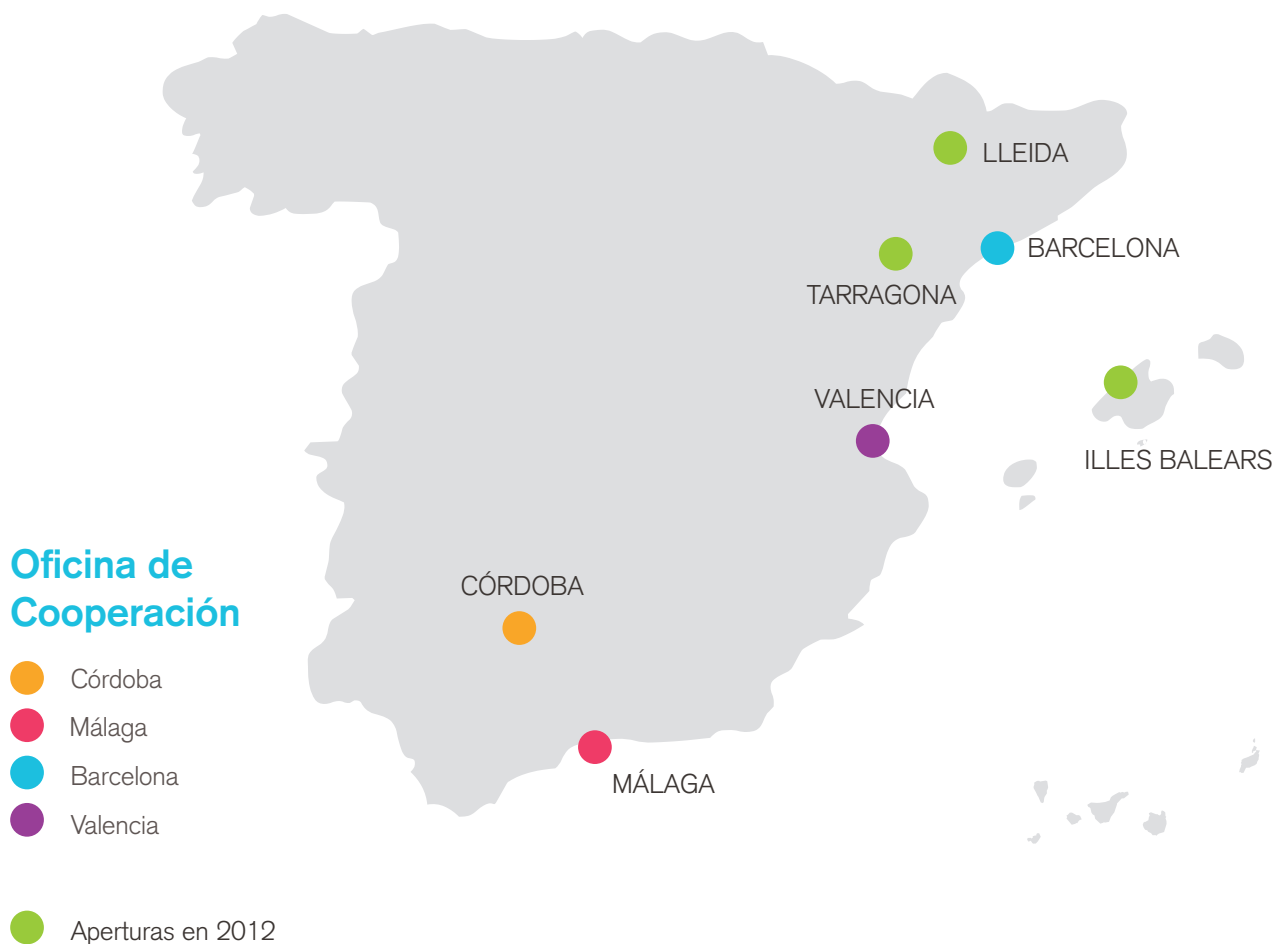 LLEIDA
BARCELONA
TARRAGONA
VALENCIA
ILLES BALEARS
CÓRDOBA
MÁLAGA
Oficina de
Cooperación
Córdoba
Málaga
Barcelona
Valencia
Aperturas en 2012